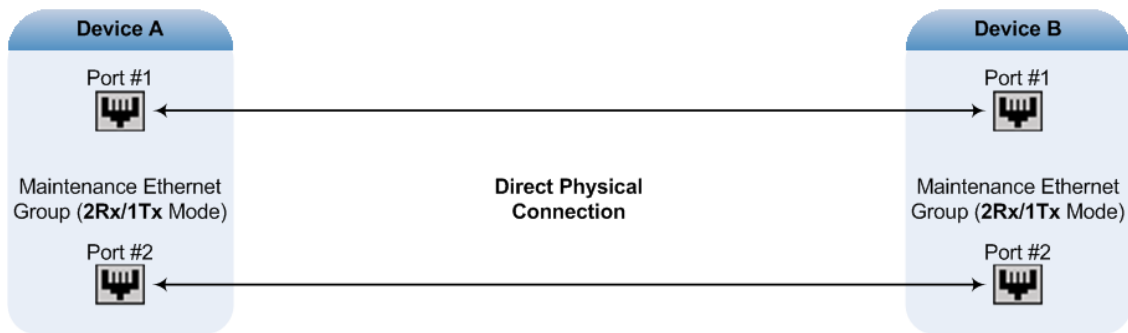 Device A
Port #1
Maintenance Ethernet
Group (2Rx/1Tx Mode)
Port #2
Direct Physical
Connection
Device B
Port #1
Maintenance Ethernet
Group (2Rx/1Tx Mode)
Port #2